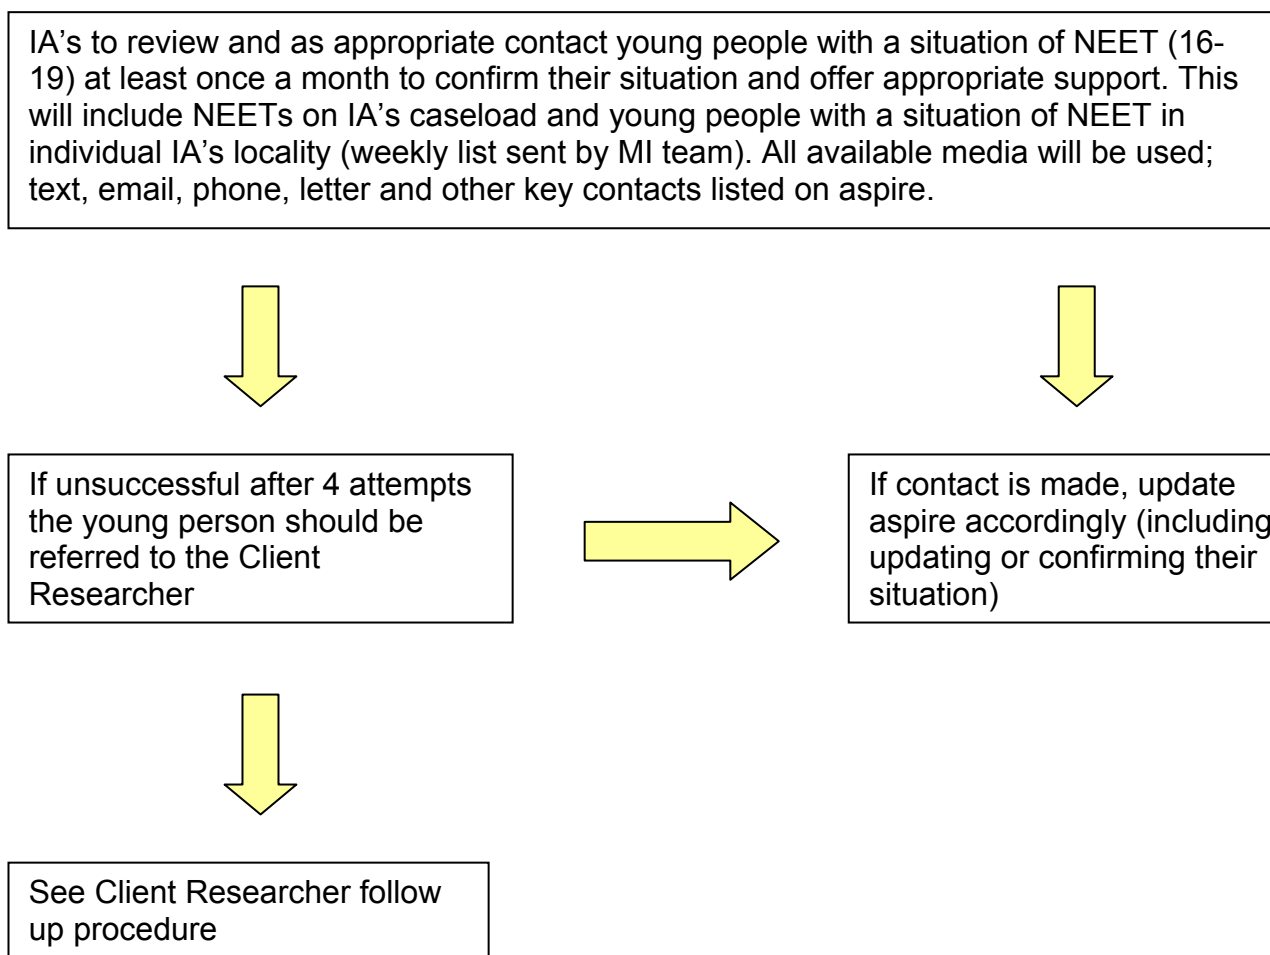 IA's to review and as appropriate contact young people with a situation of NEET (16-
19) at least once a month to confirm their situation and offer appropriate support. This
will include NEETs on IA's caseload and young people with a situation of NEET in
individual IA's locality (weekly list sent by MI team). All available media will be used;
text, email, phone, letter and other key contacts listed on aspire.
If unsuccessful after 4 attempts
the young person should be
referred to the Client
Researcher
If contact is made, update
aspire accordingly (including
updating or confirming their
situation)
See Client Researcher follow
up procedure